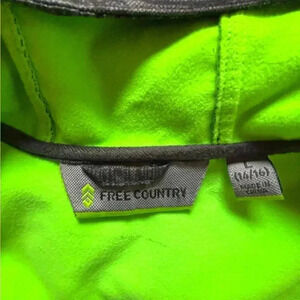 FREE COUNTRY
L
(14/16)
MADE IN
CHINA